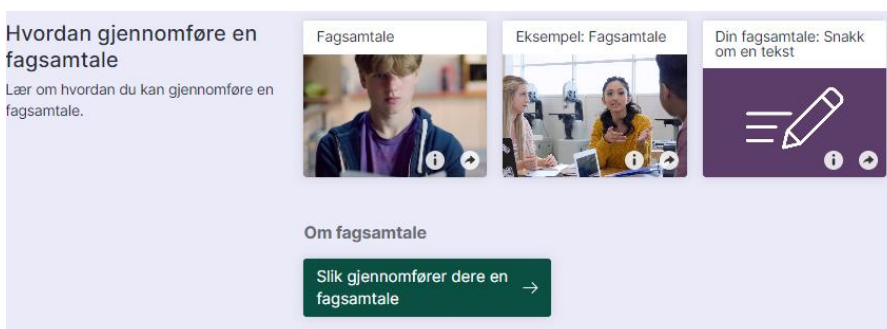 Hvordan gjennomføre en
fagsamtale
Lær om hvordan du kan gjennomføre en
fagsamtale.
Fagsamtale
Eksempel: Fagsamtale
Din fagsamtale: Snakk
om en tekst
Om fagsamtale
Slik gjennomfører dere en
fagsamtale